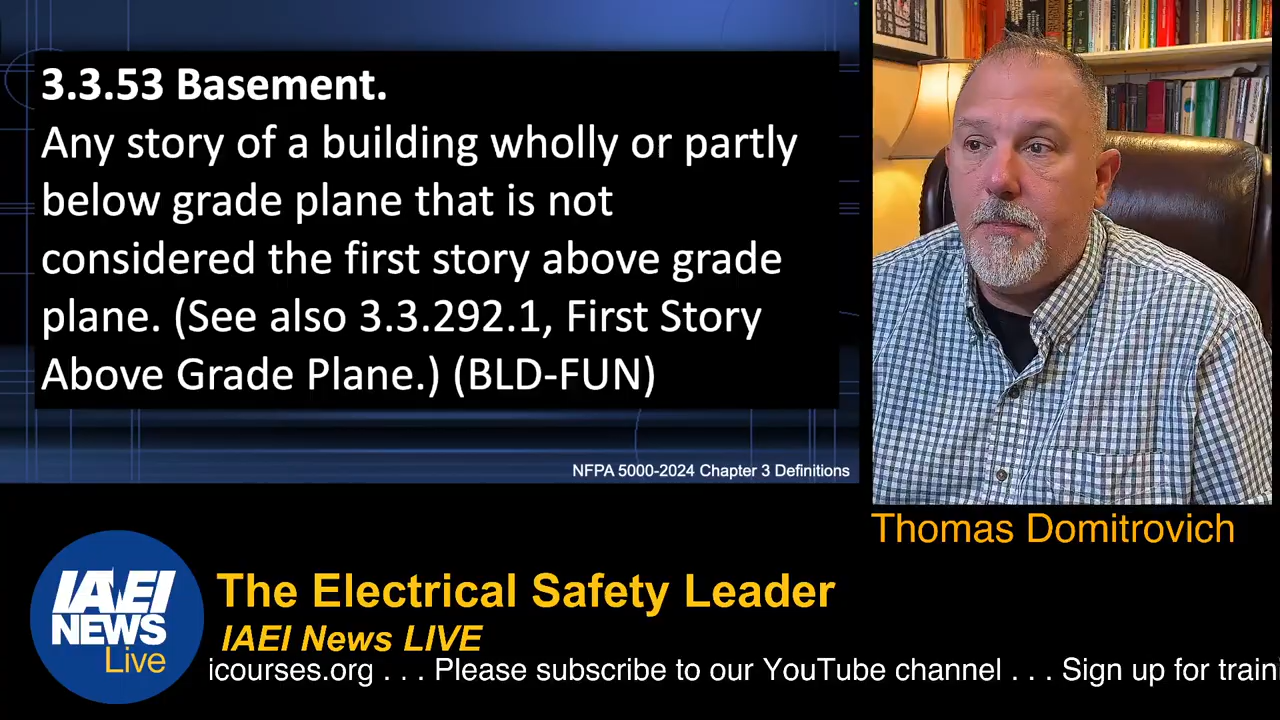 3.3.53 Basement.
Any story of a building wholly or partly
below grade plane that is not
considered the first story above grade
plane. (See also 3.3.292.1, First Story
Above Grade Plane.) (BLD-FUN)
NFPA 5000-2024 Chapter 3 Definitions
Thomas Domitrovich
IAEI
NEWS
Live
The Electrical Safety Leader
IAEI News LIVE
icourses.org . . . Please subscribe to our YouTube channel . . . Sign up for train